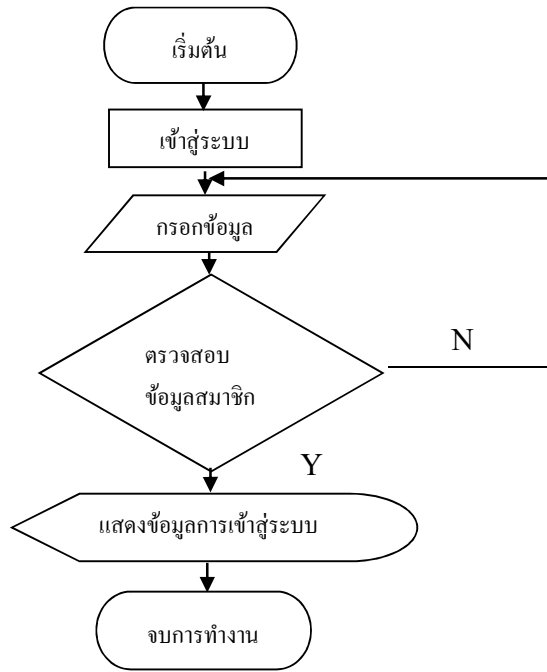 เริ่มต้น
เข้าสู่ระบบ
กรอกข้อมูล
ตรวจสอบ
ข้อมูลสมาชิก
N
Y
แสดงข้อมูลการเข้าสู่ระบบ
จบการทำงาน